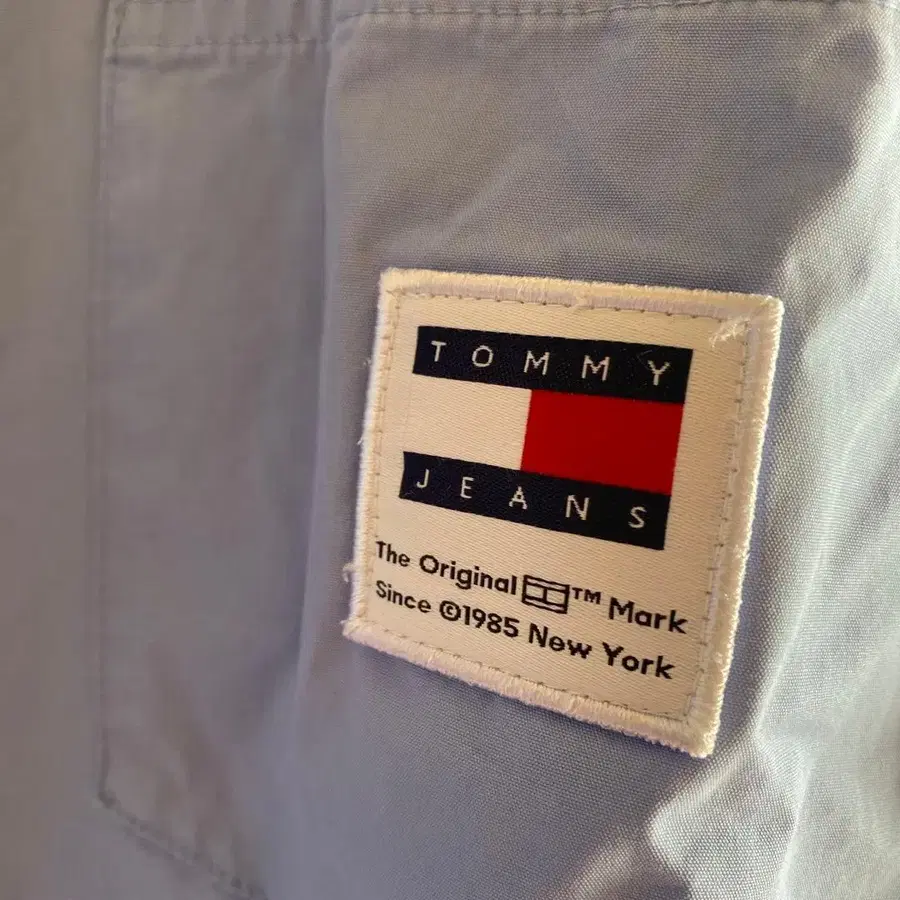 TOMMY
JEANS
The Original ™ Mark
Since ©1985 New York